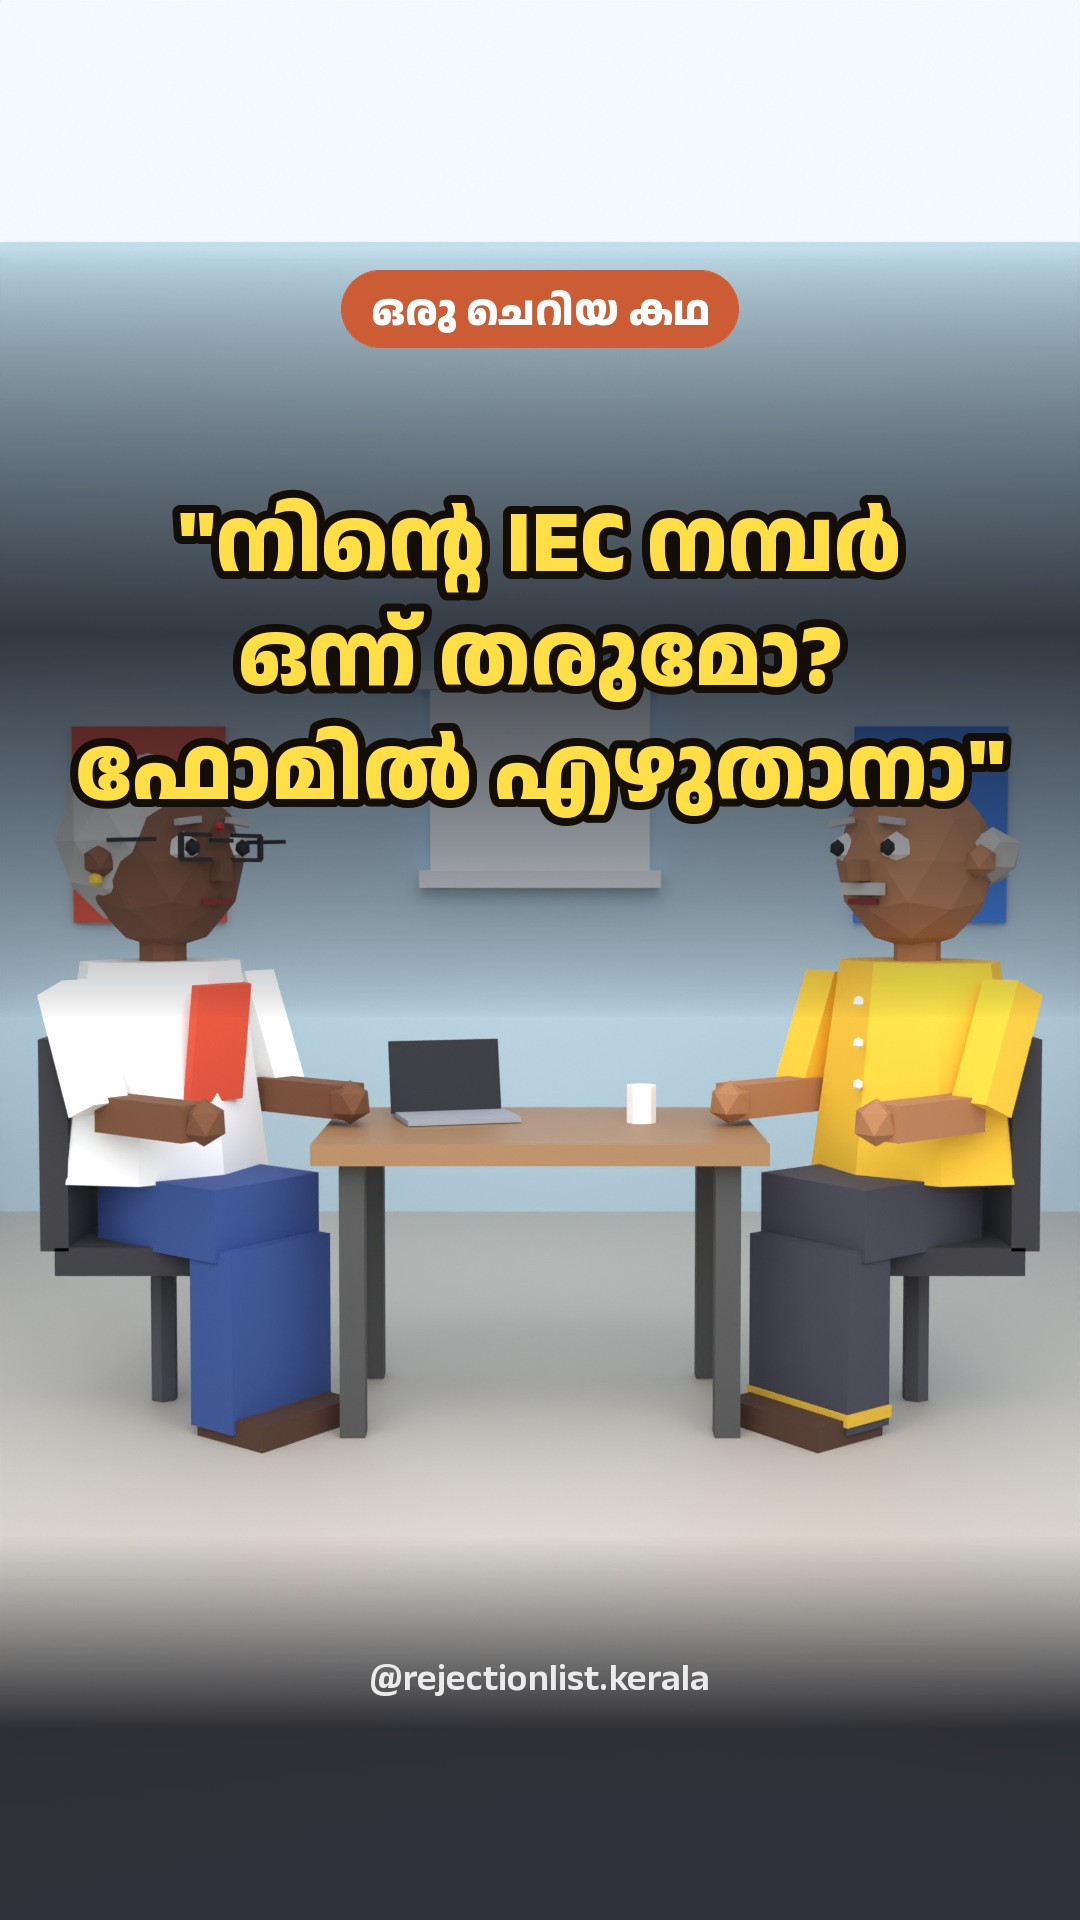 ഒരു ചെറിയ കഥ
"നിന്റെ IEC നമ്പർ
ഒന്ന് തരുമോ?
ഫോമിൽ എഴുതാനാ"
@rejectionlist.kerala